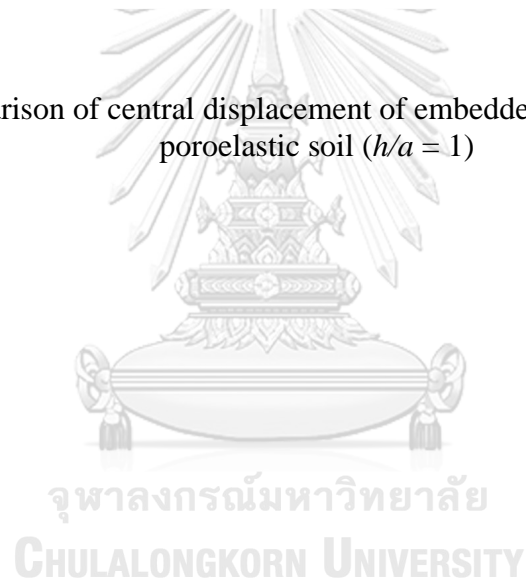 arison of central displacement of embedde
poroelastic soil (h/a = 1)
จุฬาลงกรณ์มหาวิทยาลัย
CHULALONGKORN UNIVERSITY